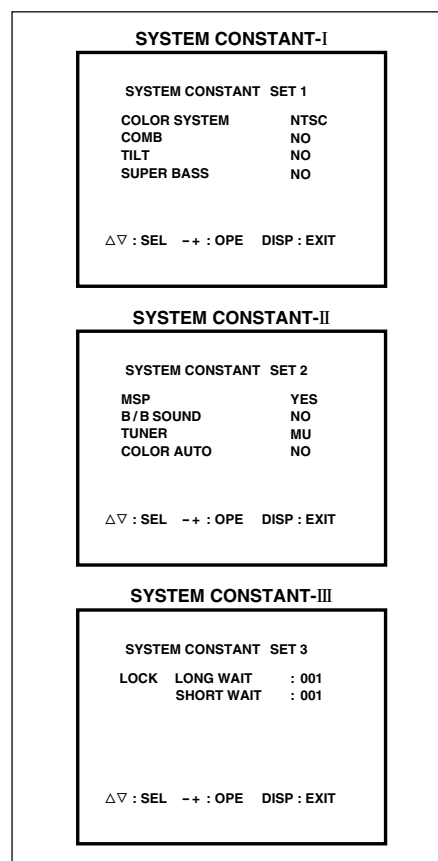 SYSTEM CONSTANT-I
SYSTEM CONSTANT SET 1
COLOR SYSTEM NTSC
COMB NO
TILT NO
SUPER BASS NO
△▽ : SEL －+ : OPE DISP : EXIT
SYSTEM CONSTANT-II
SYSTEM CONSTANT SET 2
MSP YES
B / B SOUND NO
TUNER MU
COLOR AUTO NO
△▽ : SEL －+ : OPE DISP : EXIT
SYSTEM CONSTANT-III
SYSTEM CONSTANT SET 3
LOCK LONG WAIT : 001
SHORT WAIT : 001
△▽ : SEL －+ : OPE DISP : EXIT